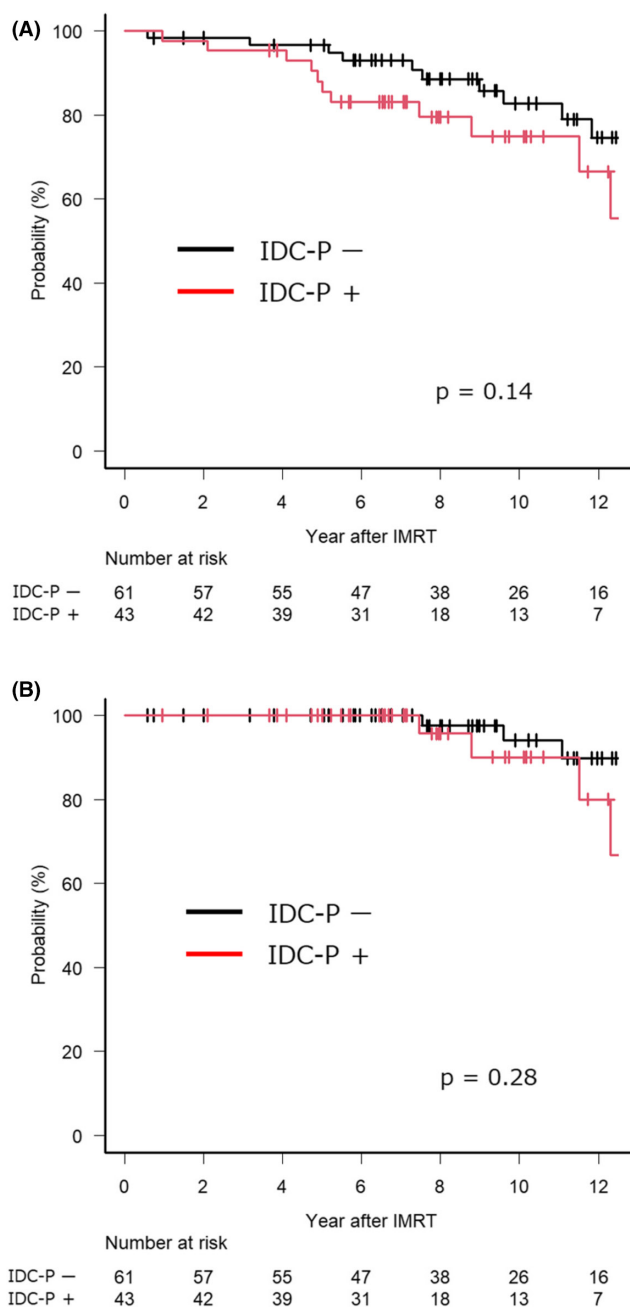 (A)
100
80
60
40
20
0
Probability (%)
IDC-P −
IDC-P +
p = 0.14
0 2 4 6 8 10 12
Year after IMRT
Number at risk
IDC-P − 61 57 55 47 38 26 16
IDC-P + 43 42 39 31 18 13 7
(B)
100
80
60
40
20
0
Probability (%)
IDC-P −
IDC-P +
p = 0.28
0 2 4 6 8 10 12
Year after IMRT
Number at risk
IDC-P − 61 57 55 47 38 26 16
IDC-P + 43 42 39 31 18 13 7